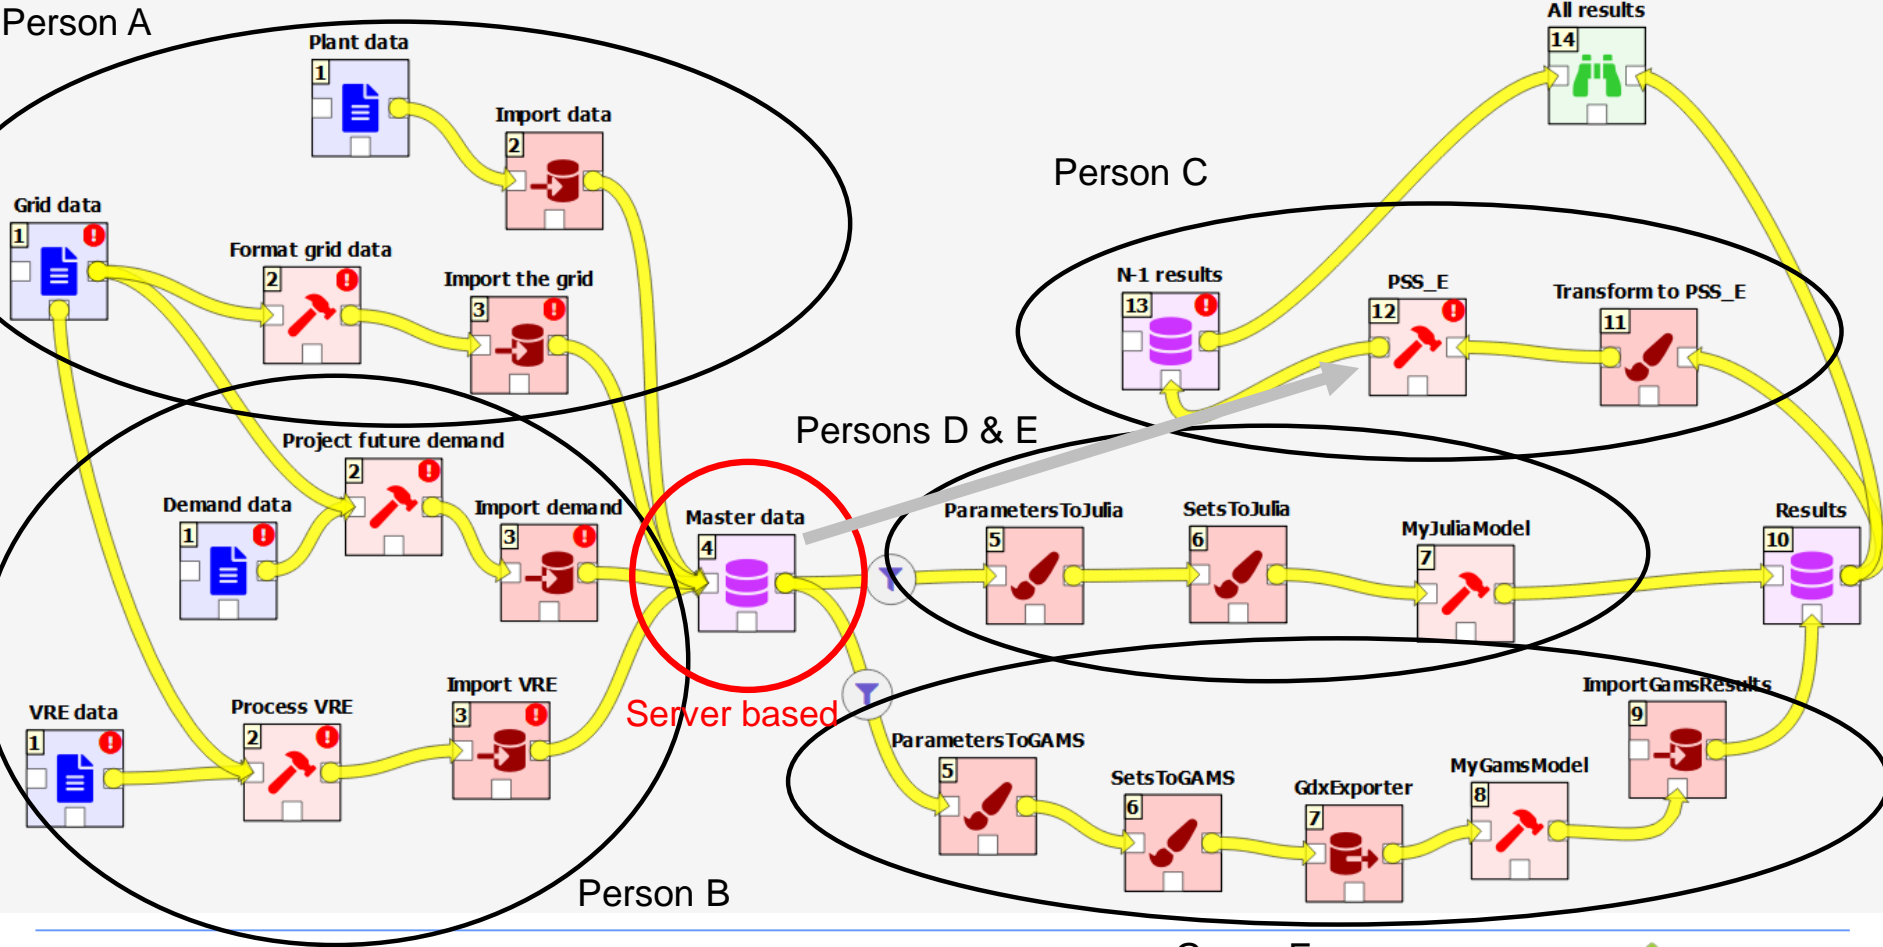 Person A
Plant data
1
Import data
2
Grid data
1
Format grid data
2
Import the grid
3
Project future demand
2
Demand data
1
Import demand
3
VRE data
1
Process VRE
2
Import VRE
3
Person B
Master data
4
Server based
Persons D & E
ParametersToJulia
5
SetsToJulia
6
MyJuliaModel
7
ParametersToGAMS
5
SetsToGAMS
6
GdxExporter
7
MyGamsModel
8
ImportGamsResults
9
Results
10
Person C
Transform to PSS_E
11
PSS_E
12
N-1 results
13
All results
14